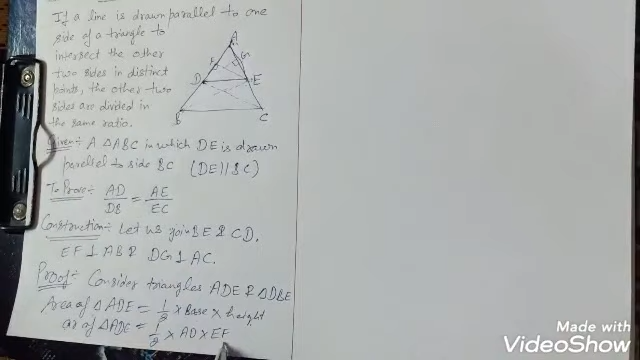 If a line is drawn parallel to one
side of a triangle to
intersect the other
two sides in distinct
points, the other two
sides are divided in
the same ratio.
A
F
G
D
E
B
C
Given:- A △ABC in which DE is drawn
parallel to side BC (DE||BC)
To Prove:- AD/DB = AE/EC
Construction:- Let us join BE & CD.
EF ⊥ AB & DG ⊥ AC.
Proof:- Consider triangles ADE & △DBE
Area of △ADE = 1/2 × Base × height
ar of △ADE = 1/2 × AD × EF
Made with
VideoShow